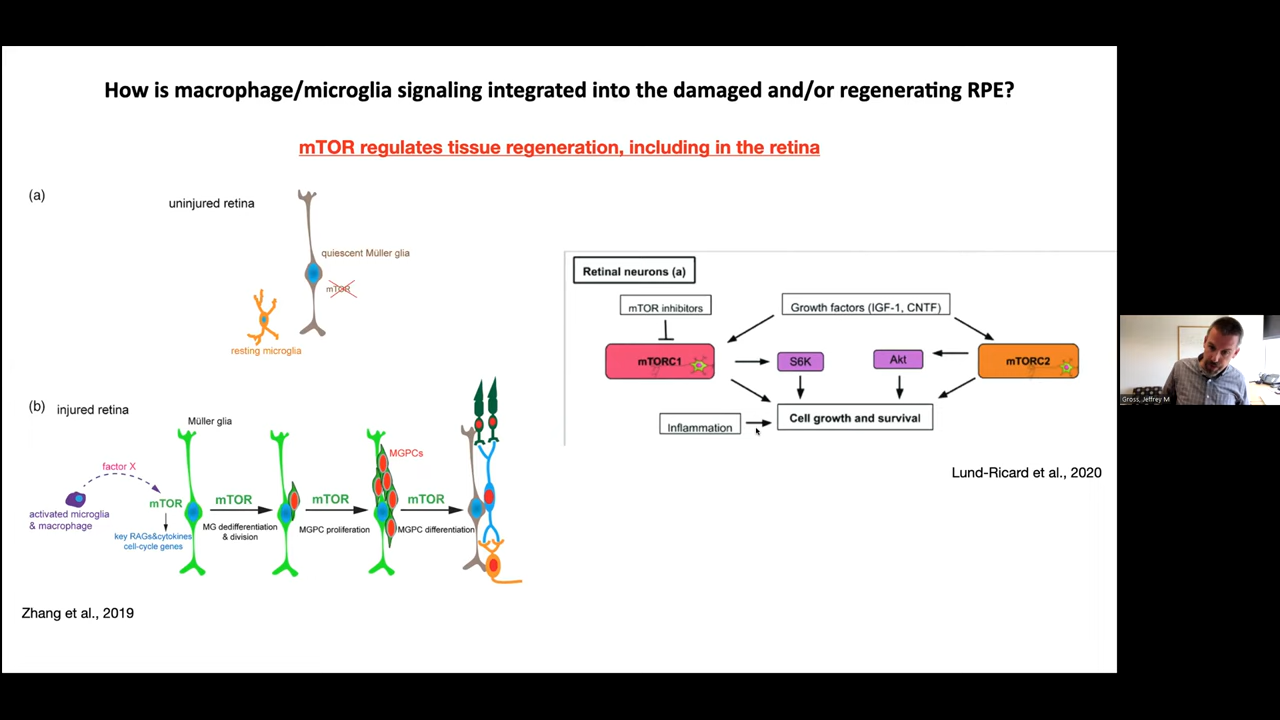 How is macrophage/microglia signaling integrated into the damaged and/or regenerating RPE?
mTOR regulates tissue regeneration, including in the retina
(a)
uninjured retina
quiescent Müller glia
mTOR
resting microglia
(b) injured retina
Müller glia
factor X
activated microglia
& macrophage
mTOR
key RAGs&cytokines
cell-cycle genes
mTOR
MG dedifferentiation
& division
mTOR
MGPC proliferation
MGPCs
mTOR
MGPC differentiation
Zhang et al., 2019
Retinal neurons (a)
mTOR inhibitors
Growth factors (IGF-1, CNTF)
mTORC1
S6K
Akt
mTORC2
Inflammation
Cell growth and survival
Lund-Ricard et al., 2020
Gross, Jeffrey M